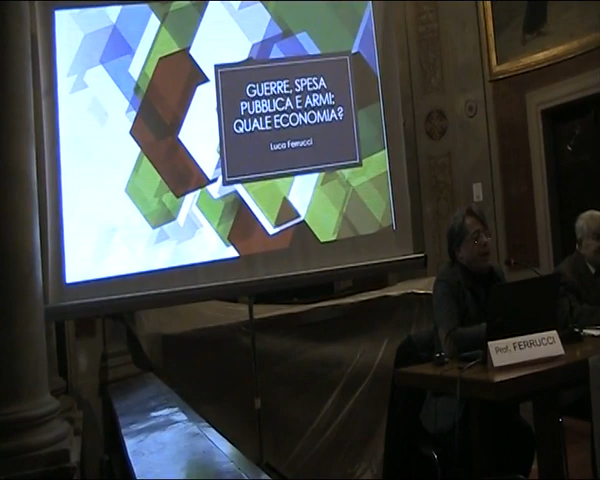 GUERRE, SPESA
PUBBLICA E ARMI:
QUALE ECONOMIA?
Luca Ferrucci
Prof. FERRUCCI